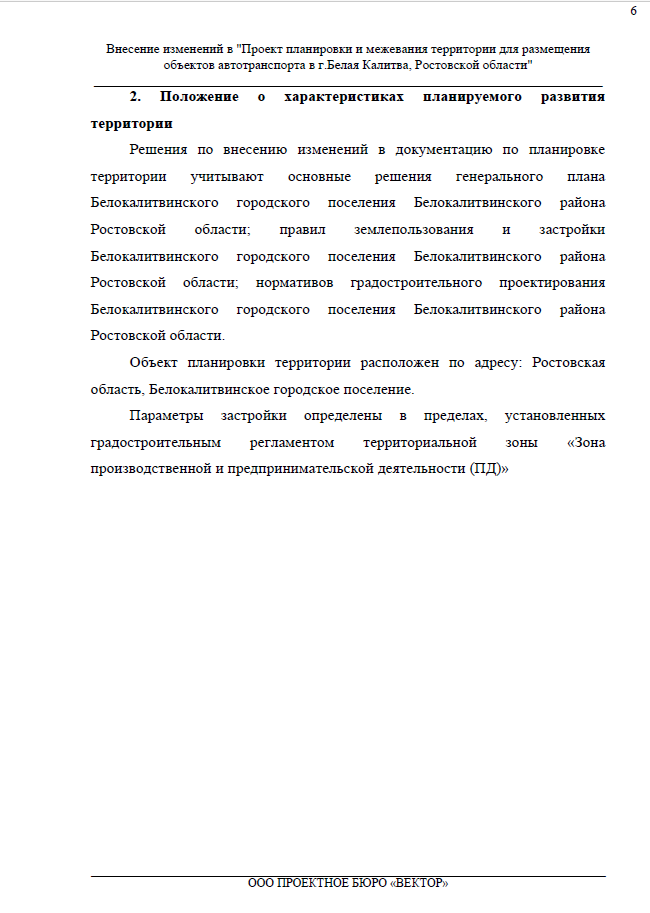 6
Внесение изменений в "Проект планировки и межевания территории для размещения
объектов автотранспорта в г.Белая Калитва, Ростовской области"
2. Положение о характеристиках планируемого развития
территории
Решения по внесению изменений в документацию по планировке
территории учитывают основные решения генерального плана
Белокалитвинского городского поселения Белокалитвинского района
Ростовской области; правил землепользования и застройки
Белокалитвинского городского поселения Белокалитвинского района
Ростовской области; нормативов градостроительного проектирования
Белокалитвинского городского поселения Белокалитвинского района
Ростовской области.
Объект планировки территории расположен по адресу: Ростовская
область, Белокалитвинское городское поселение.
Параметры застройки определены в пределах, установленных
градостроительным регламентом территориальной зоны «Зона
производственной и предпринимательской деятельности (ПД)»
ООО ПРОЕКТНОЕ БЮРО «ВЕКТОР»